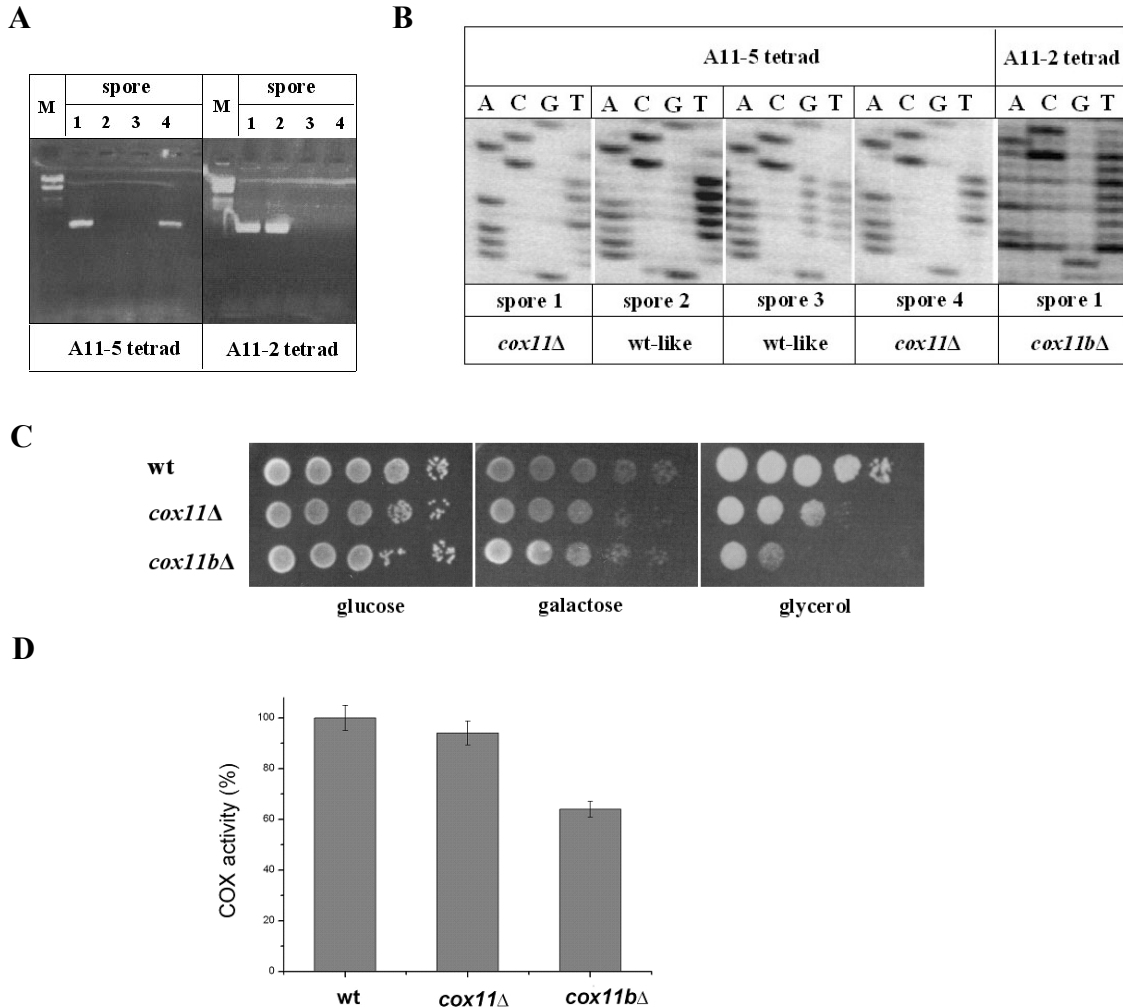 A
M spore M spore
1 2 3 4 1 2 3 4
A11-5 tetrad A11-2 tetrad
B
A11-5 tetrad A11-2 tetrad
A C G T A C G T A C G T A C G T A C G T
spore 1 spore 2 spore 3 spore 4 spore 1
cox11Δ wt-like wt-like cox11Δ cox11bΔ
C
wt
cox11Δ
cox11bΔ
glucose galactose glycerol
D
COX activity (%)
100
80
60
40
20
0
wt cox11Δ cox11bΔ